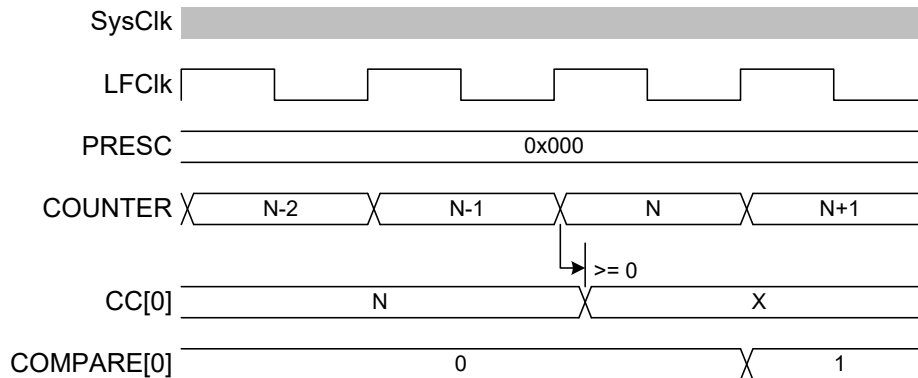 SysClk
LFClk
PRESC 0x000
COUNTER N-2 N-1 N N+1
>= 0
CC[0] N X
COMPARE[0] 0 1